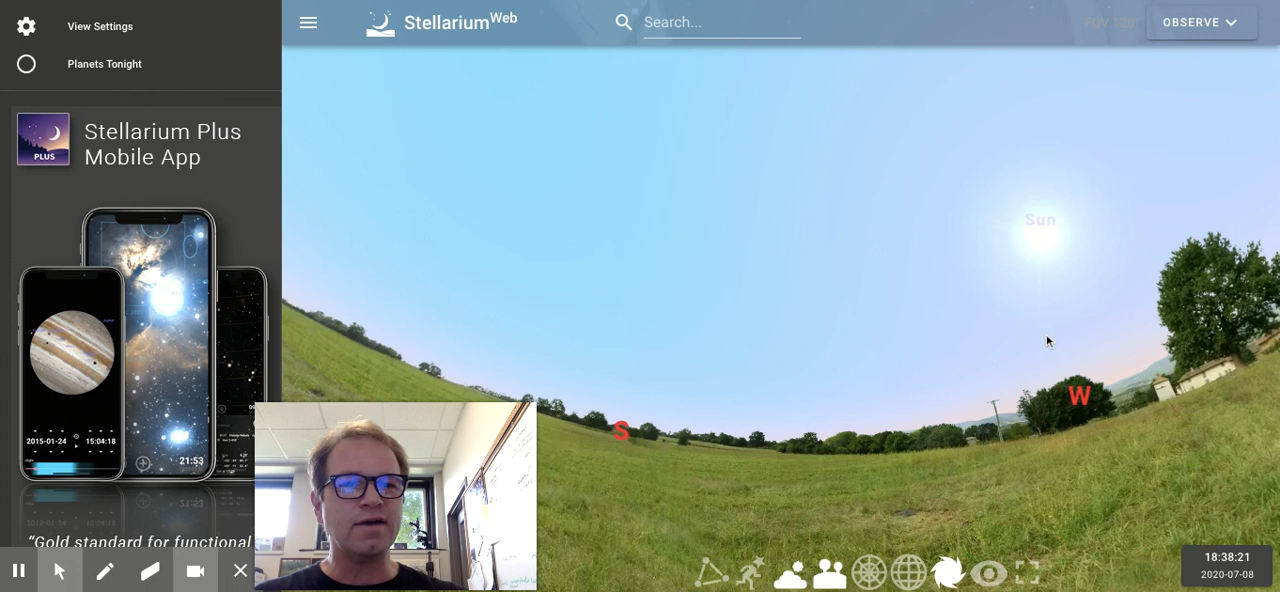 View Settings
Planets Tonight
Stellarium Plus
Mobile App
PLUS
2015-01-24 15:04:18
21:53
“Gold standard for functional
StellariumWeb
Search...
OBSERVE
Sun
S
W
18:38:21
2020-07-08